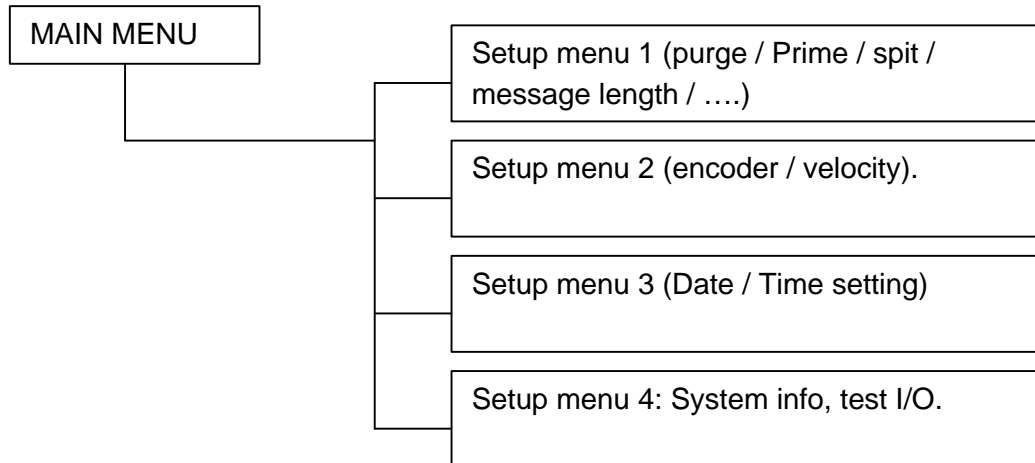 MAIN MENU
Setup menu 1 (purge / Prime / spit /
message length / ….)
Setup menu 2 (encoder / velocity).
Setup menu 3 (Date / Time setting)
Setup menu 4: System info, test I/O.